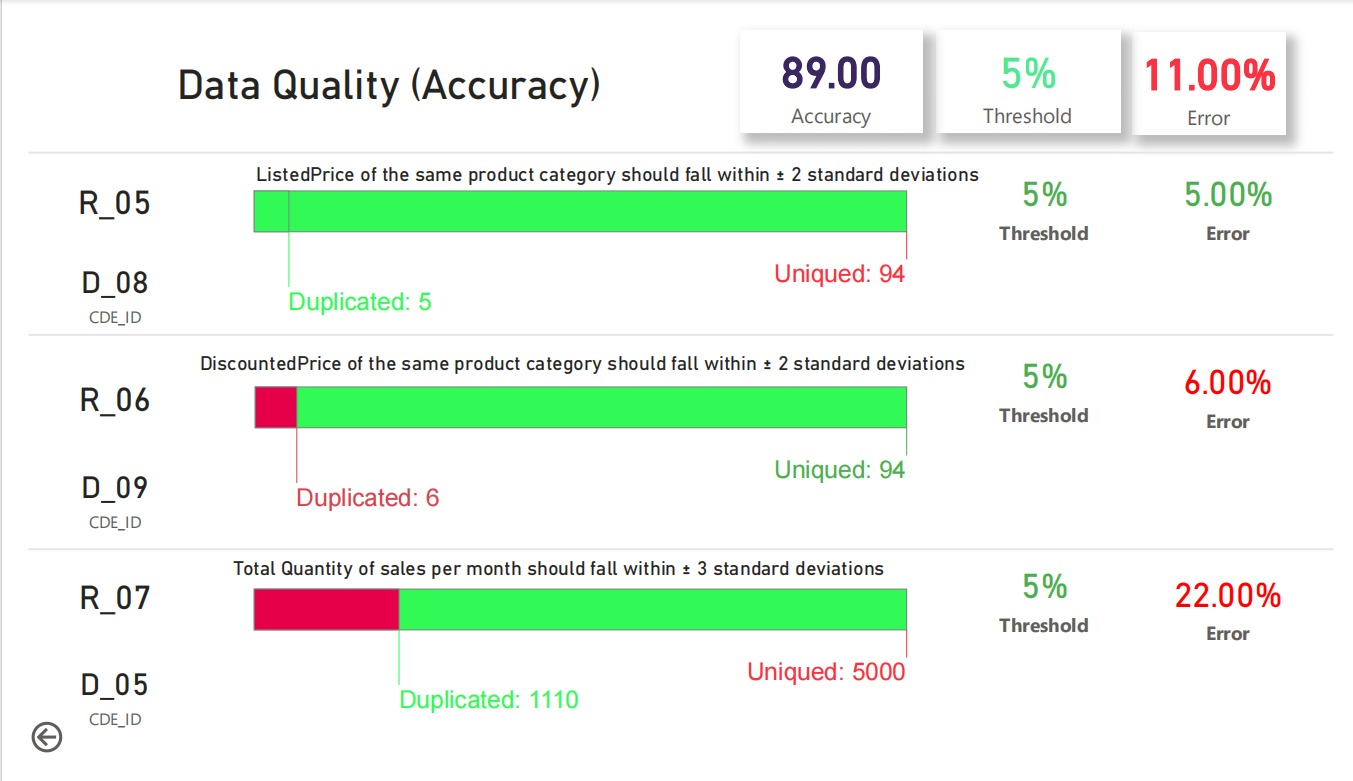 Data Quality (Accuracy)
89.00
Accuracy
5%
Threshold
11.00%
Error
R_05
D_08
CDE_ID
ListedPrice of the same product category should fall within ± 2 standard deviations
Uniqued: 94
Duplicated: 5
5%
Threshold
5.00%
Error
R_06
D_09
CDE_ID
DiscountedPrice of the same product category should fall within ± 2 standard deviations
Uniqued: 94
Duplicated: 6
5%
Threshold
6.00%
Error
R_07
D_05
CDE_ID
Total Quantity of sales per month should fall within ± 3 standard deviations
Uniqued: 5000
Duplicated: 1110
5%
Threshold
22.00%
Error